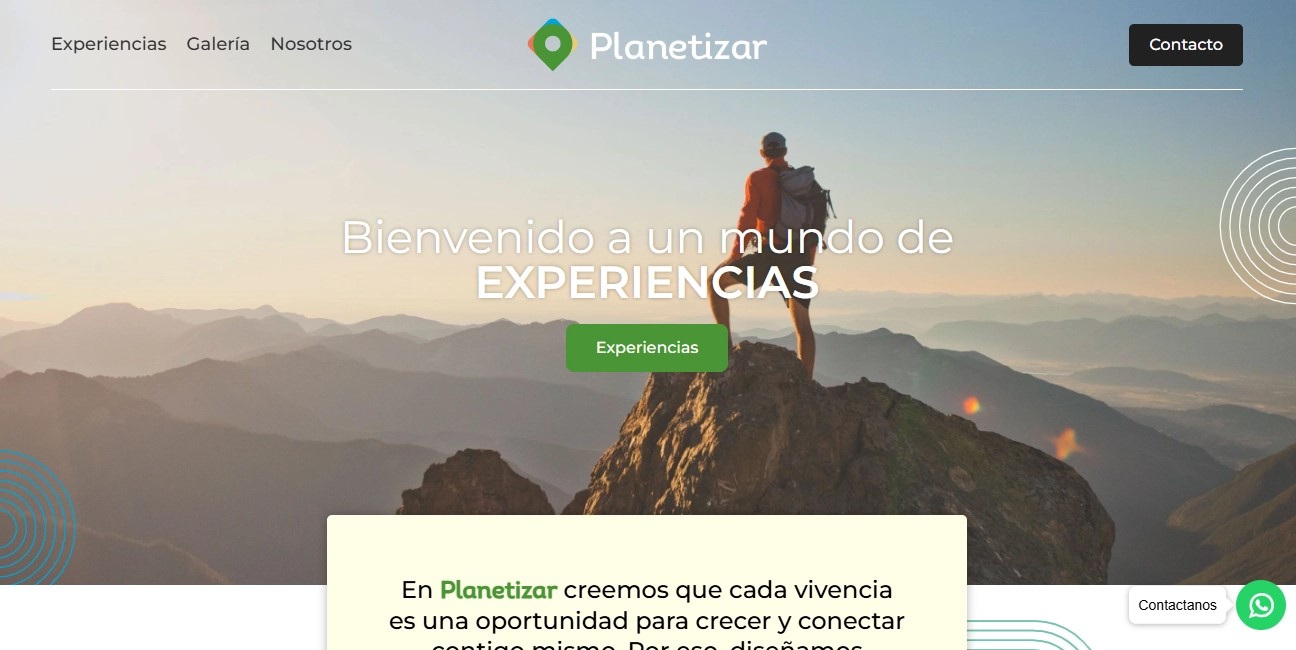 Experiencias Galería Nosotros
Planetizar
Contacto
Bienvenido a un mundo de
EXPERIENCIAS
Experiencias
En Planetizar creemos que cada vivencia
es una oportunidad para crecer y conectar
contigo mismo. Por eso, diseñamos
Contactanos